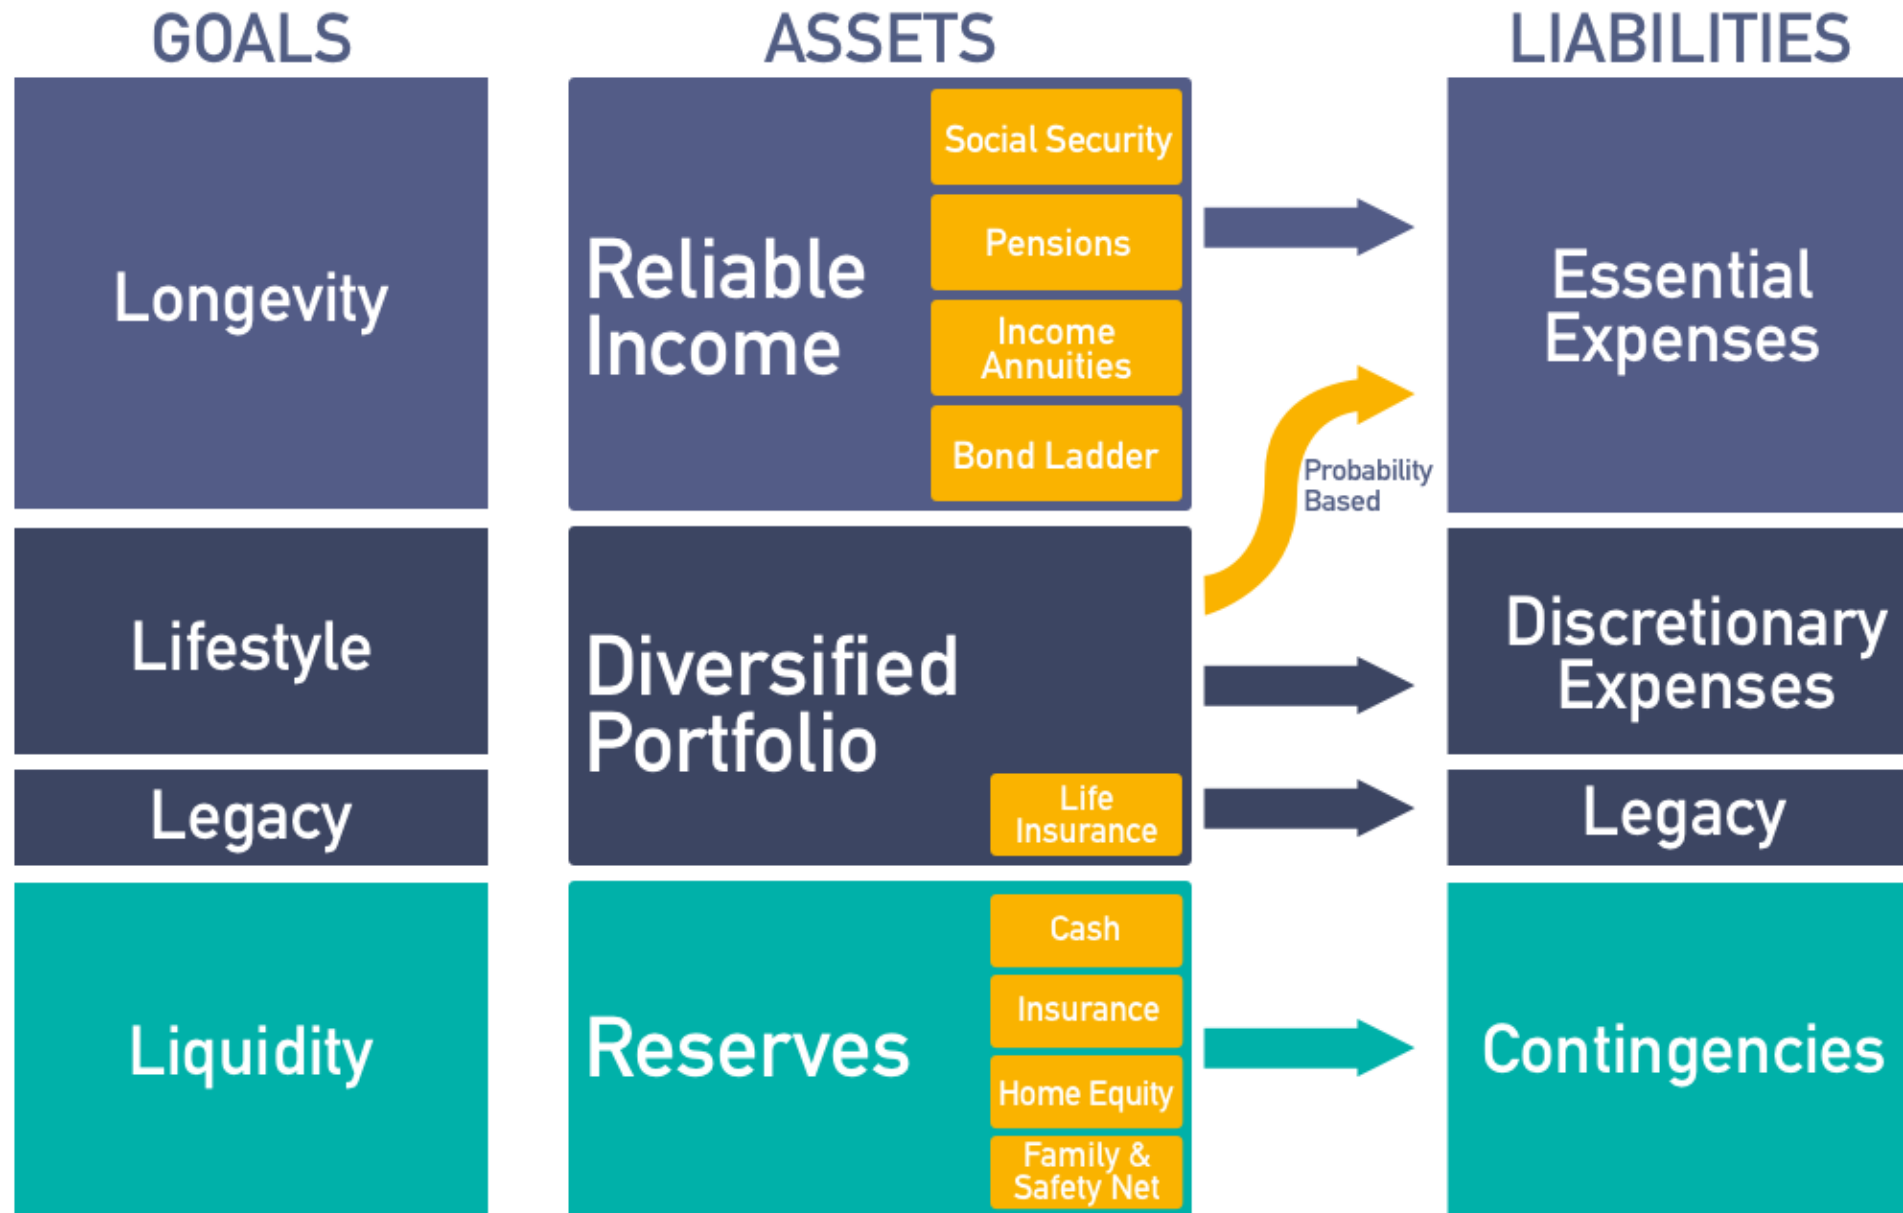 GOALS
ASSETS
LIABILITIES
Longevity
Reliable
Income
Social Security
Pensions
Income
Annuities
Bond Ladder
Essential
Expenses
Probability
Based
Lifestyle
Legacy
Diversified
Portfolio
Life
Insurance
Discretionary
Expenses
Legacy
Liquidity
Reserves
Cash
Insurance
Home Equity
Family &
Safety Net
Contingencies